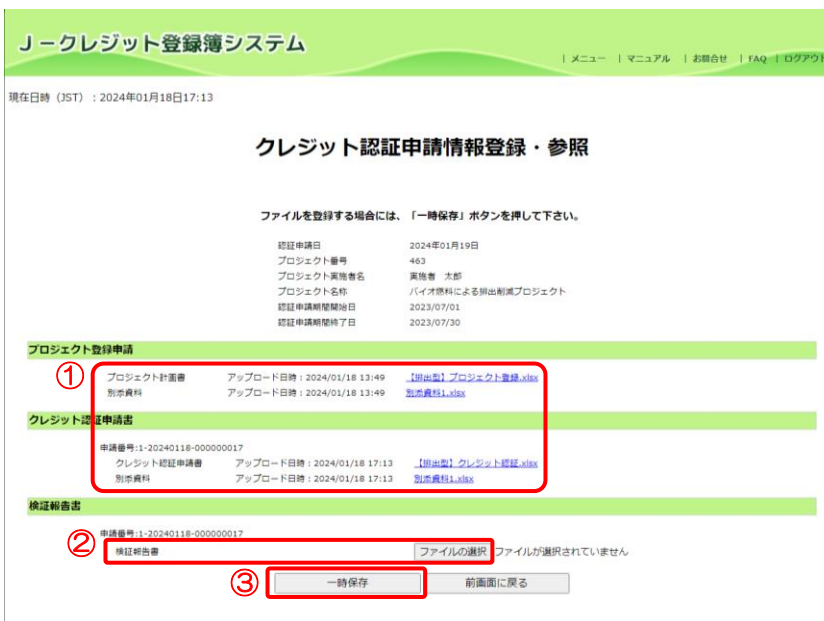 Jークレジット登録簿システム
| メニュー | マニュアル | お問合せ | FAQ | ログアウト
現在日時（JST）：2024年01月18日17:13
クレジット認証申請情報登録・参照
ファイルを登録する場合には、「一時保存」ボタンを押して下さい。
認証申請日 2024年01月19日
プロジェクト番号 463
プロジェクト実施者名 実施者 太郎
プロジェクト名称 バイオ燃料による排出削減プロジェクト
認証申請期間開始日 2023/07/01
認証申請期間終了日 2023/07/30
プロジェクト登録申請
①
プロジェクト計画書 アップロード日時：2024/01/18 13:49 【排出型】プロジェクト登録.xlsx
別添資料 アップロード日時：2024/01/18 13:49 別添資料1.xlsx
クレジット認証申請書
申請番号:1-20240118-000000017
クレジット認証申請書 アップロード日時：2024/01/18 17:13 【排出型】クレジット認証.xlsx
別添資料 アップロード日時：2024/01/18 17:13 別添資料1.xlsx
検証報告書
申請番号:1-20240118-000000017
② 検証報告書 ファイルの選択 ファイルが選択されていません
③ 一時保存 前画面に戻る